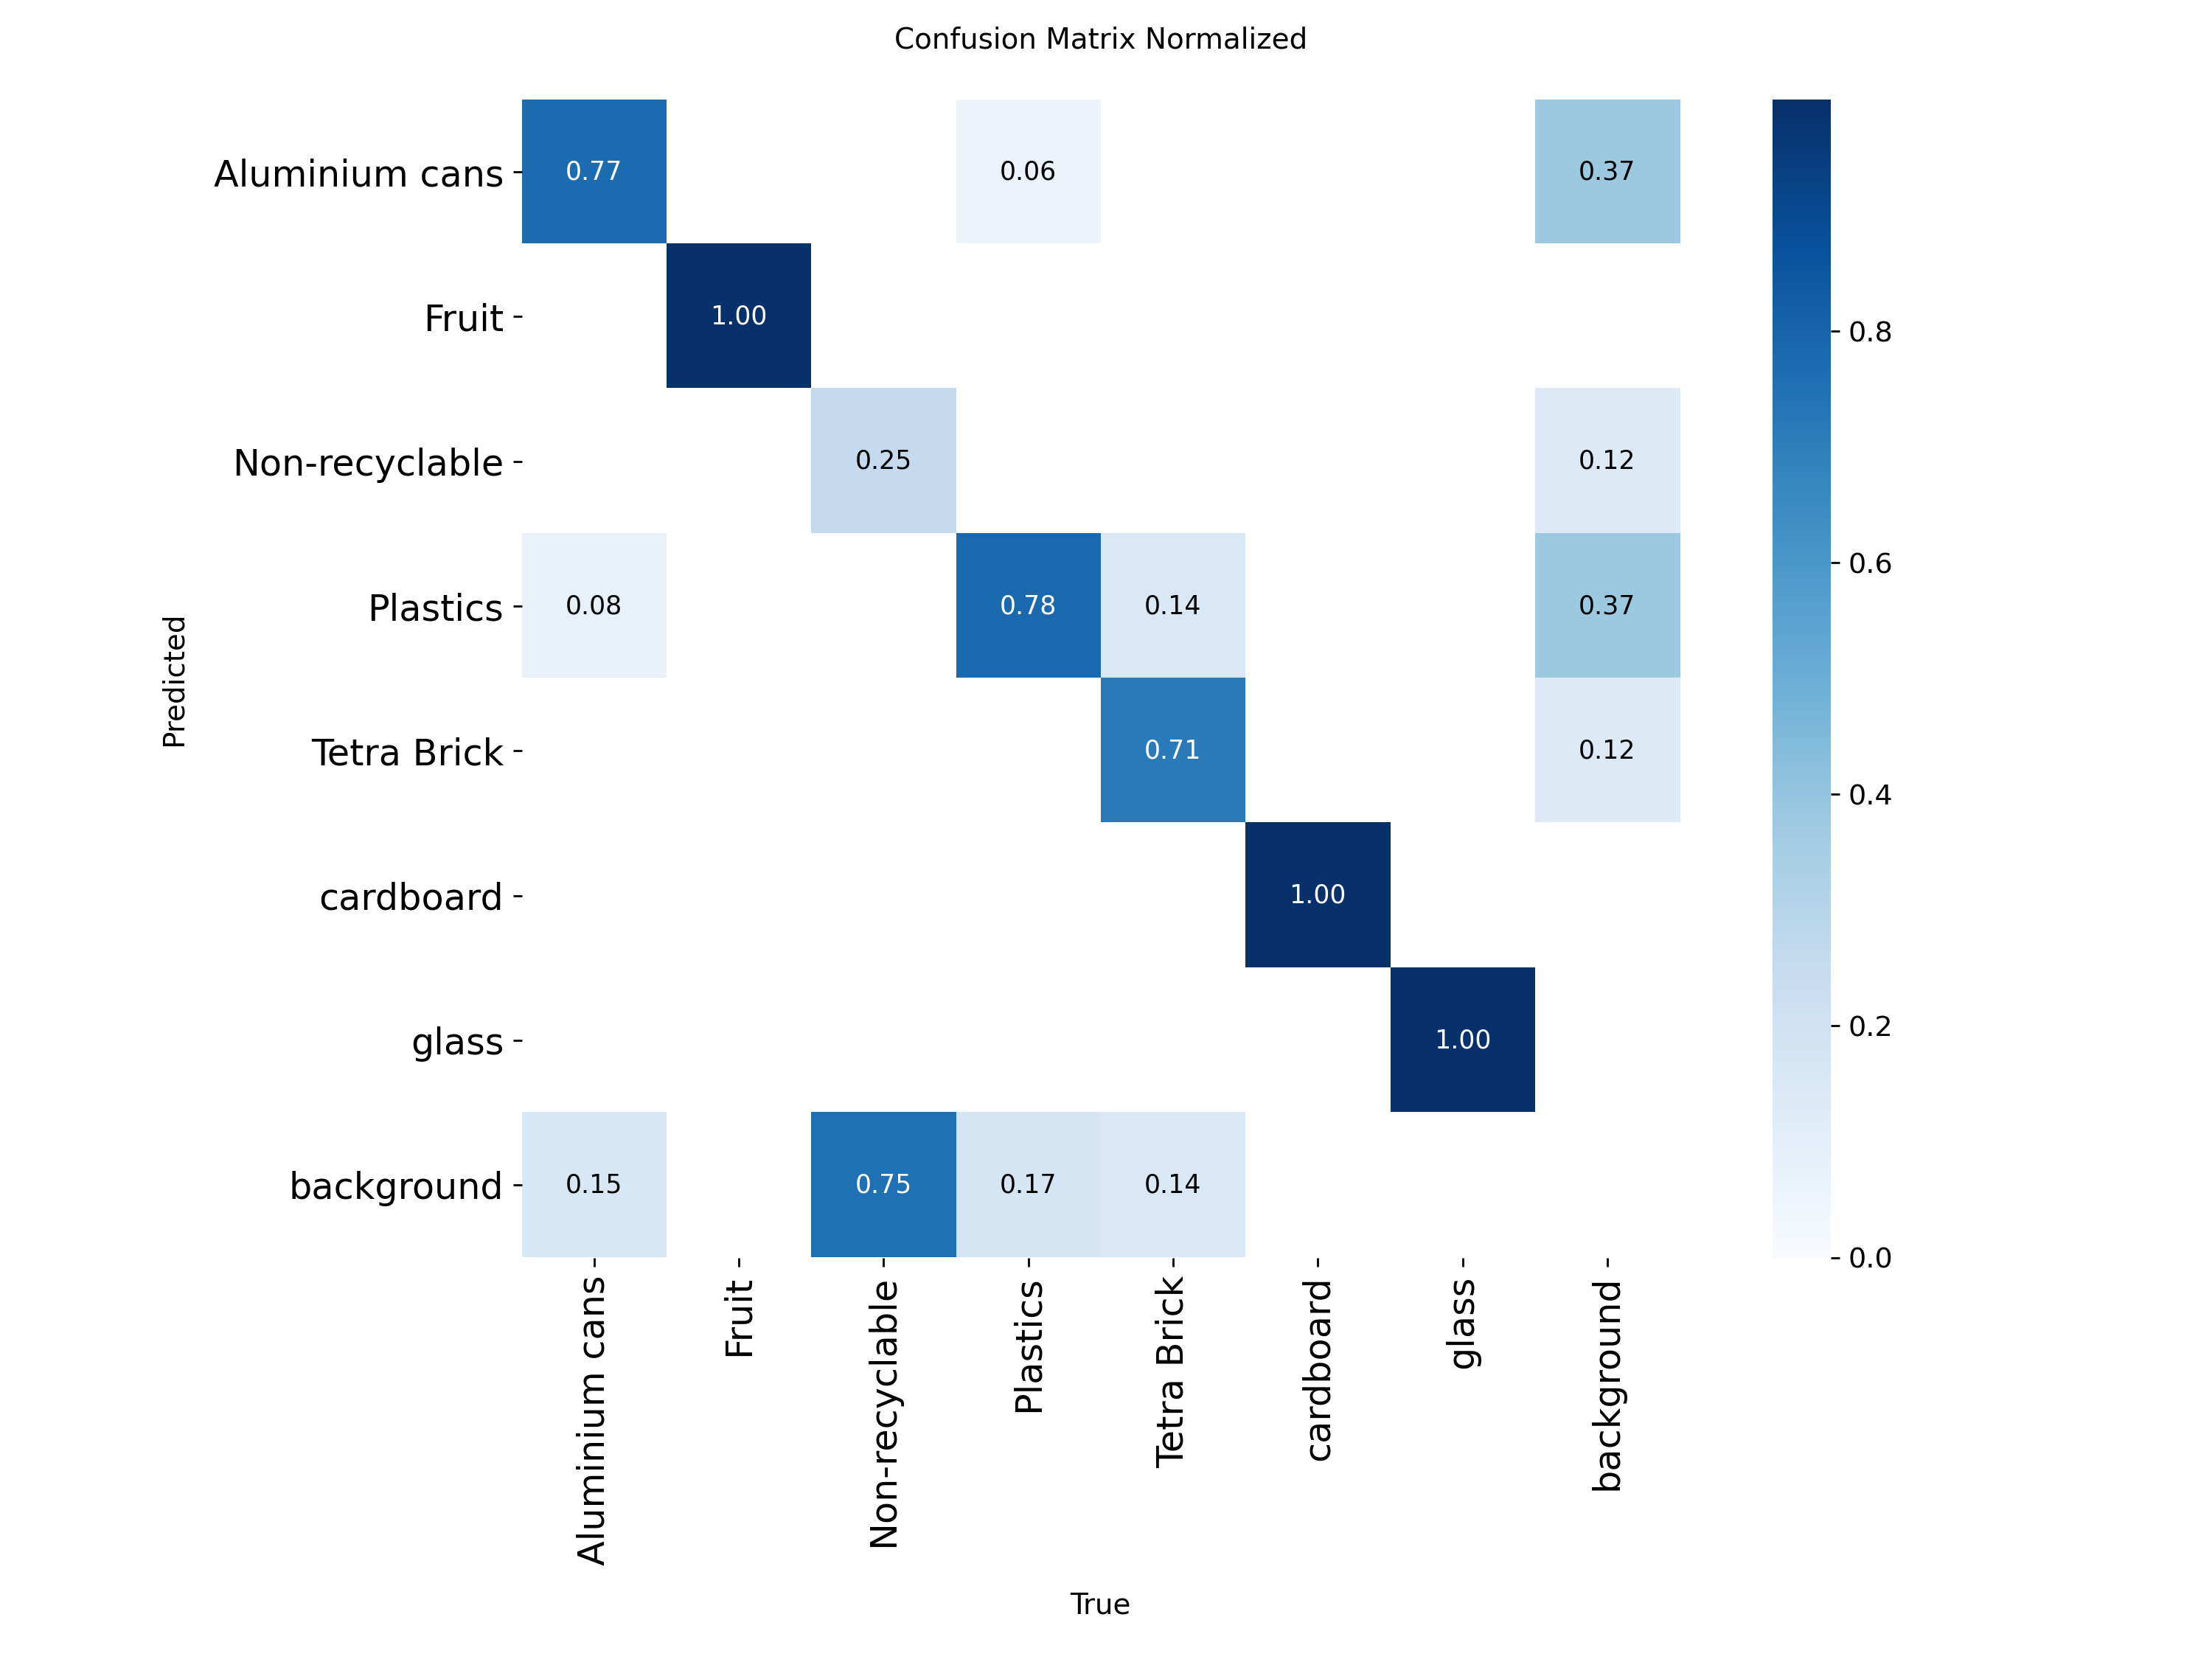 Confusion Matrix Normalized
Aluminium cans 0.77 0.06 0.37
Fruit 1.00
Non-recyclable 0.25 0.12
Plastics 0.08 0.78 0.14 0.37
Tetra Brick 0.71 0.12
cardboard 1.00
glass 1.00
background 0.15 0.75 0.17 0.14
Predicted
Aluminium cans
Fruit
Non-recyclable
Plastics
Tetra Brick
cardboard
glass
background
True
0.8
0.6
0.4
0.2
0.0